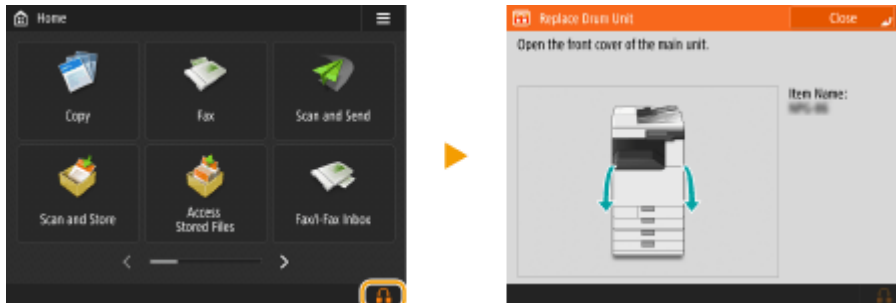 Home
Copy
Fax
Scan and Send
Scan and Store
Access
Stored Files
Fax/I-Fax Inbox
Replace Drum Unit
Close
Open the front cover of the main unit.
Item Name: